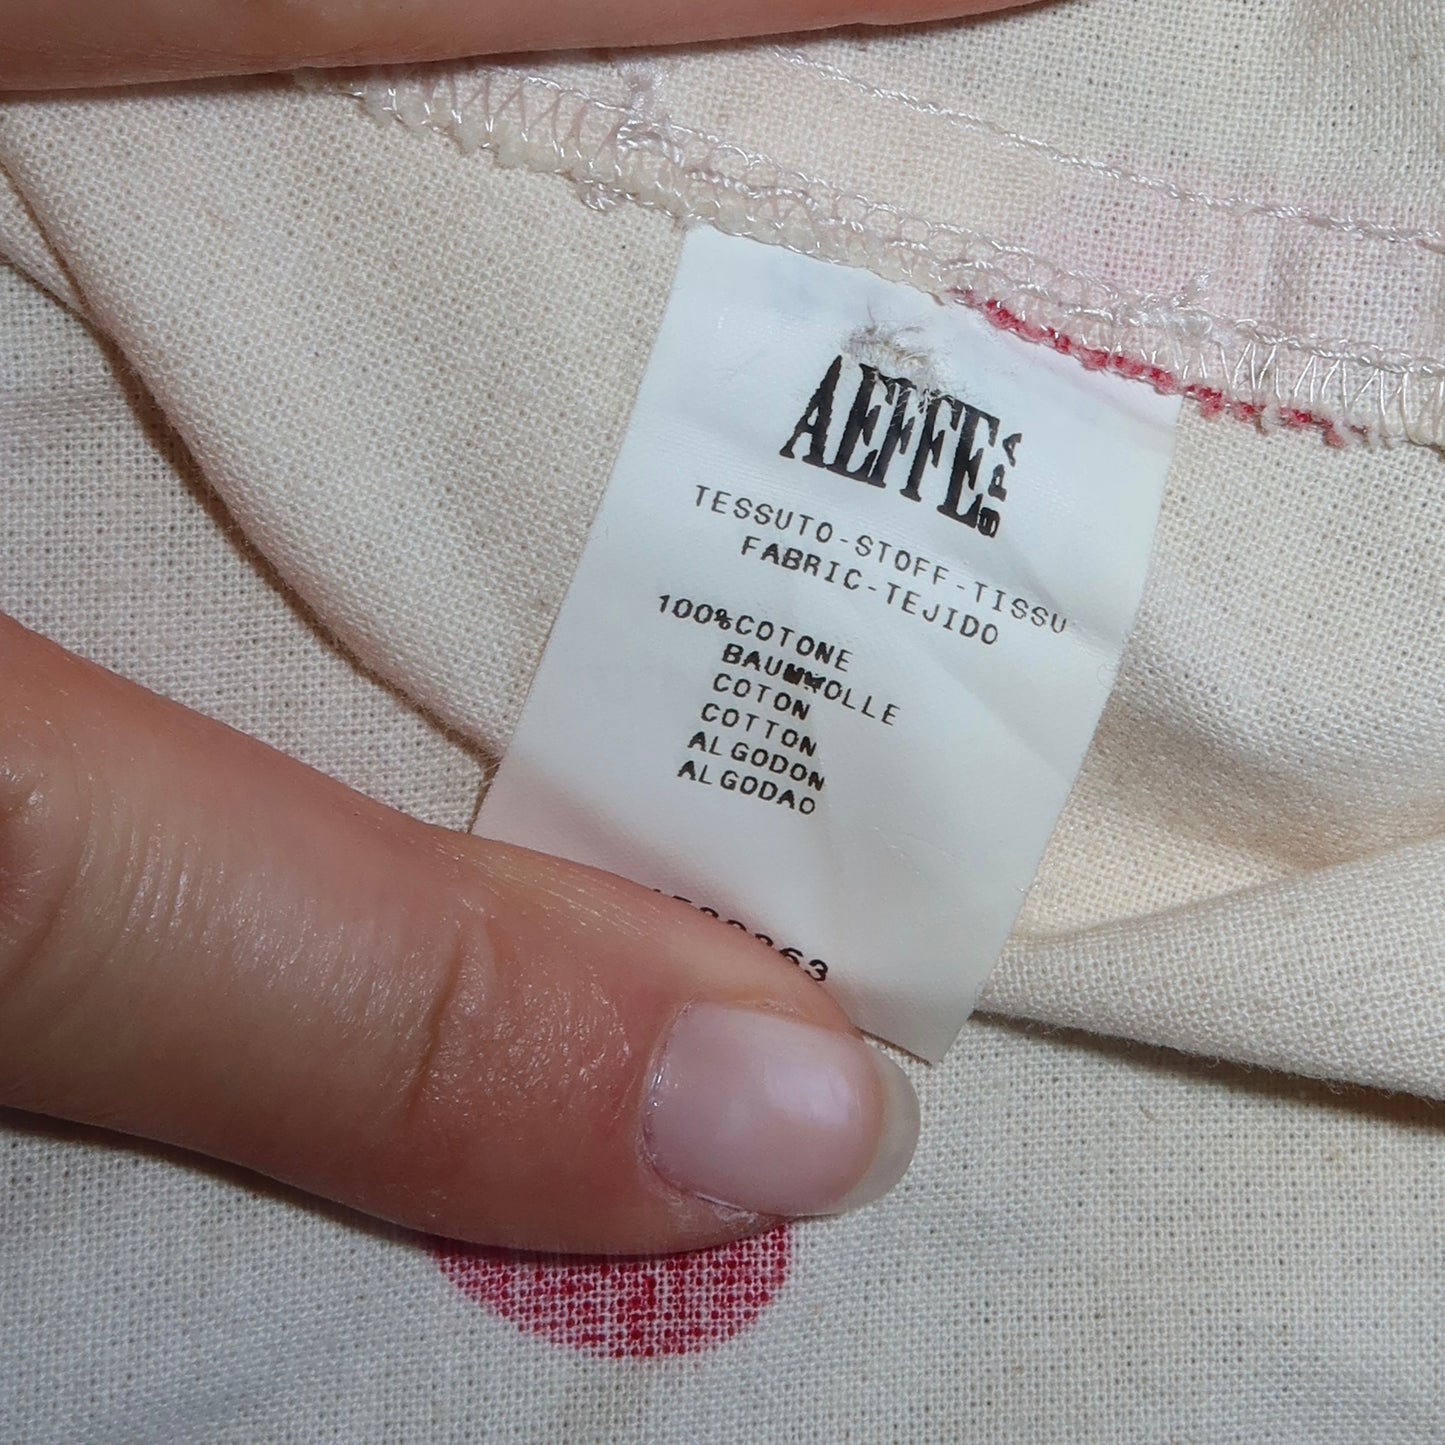 AEFFE SPA
TESSUTO-STOFF-TISSU
FABRIC-TEJIDO
100%COTONE
BAUMWOLLE
COTON
COTTON
ALGODON
ALGODAO